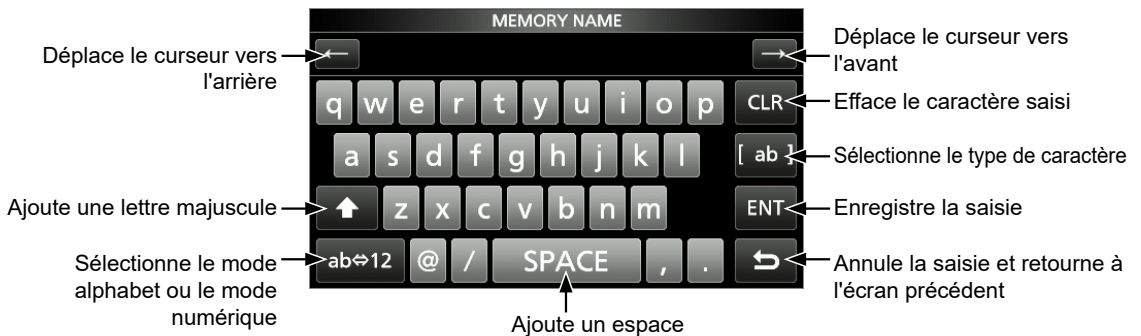 MEMORY NAME
Déplace le curseur vers
l'arrière
←
→
Déplace le curseur vers
l'avant
q w e r t y u i o p
CLR
Efface le caractère saisi
a s d f g h j k l
[ ab ]
Sélectionne le type de caractère
Ajoute une lettre majuscule
z x c v b n m
ENT
Enregistre la saisie
Sélectionne le mode
alphabet ou le mode
numérique
ab⇔12 @ / SPACE , .
Annule la saisie et retourne à
l'écran précédent
Ajoute un espace